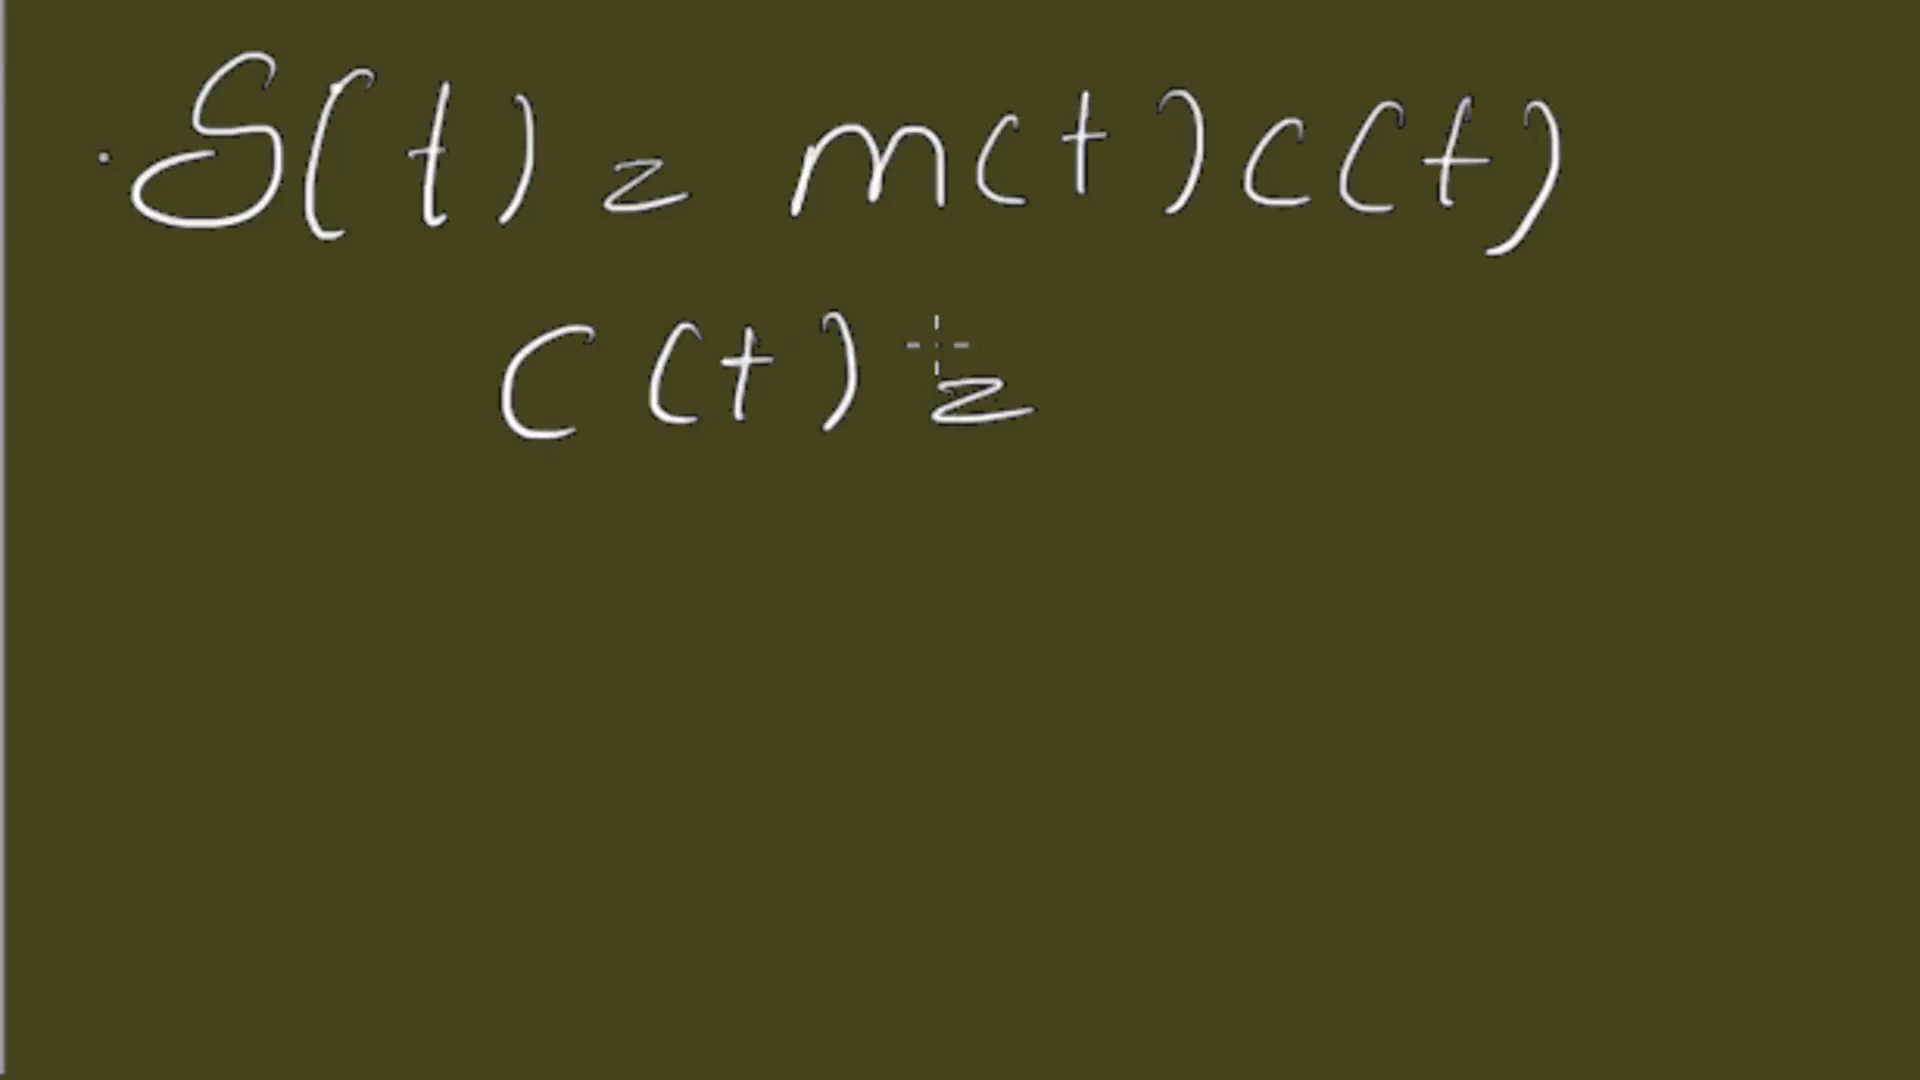 S(t) = m(t)c(t)
c(t) =